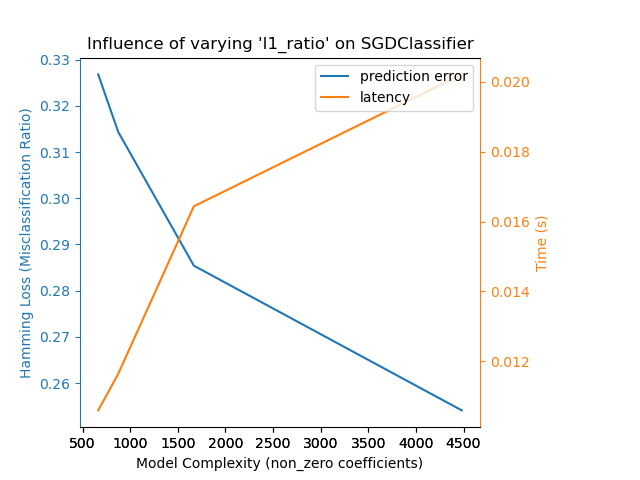 Influence of varying 'l1_ratio' on SGDClassifier
prediction error
latency
0.33
0.32
0.31
0.30
0.29
0.28
0.27
0.26
Hamming Loss (Misclassification Ratio)
0.020
0.018
0.016
0.014
0.012
Time (s)
500 1000 1500 2000 2500 3000 3500 4000 4500
Model Complexity (non_zero coefficients)